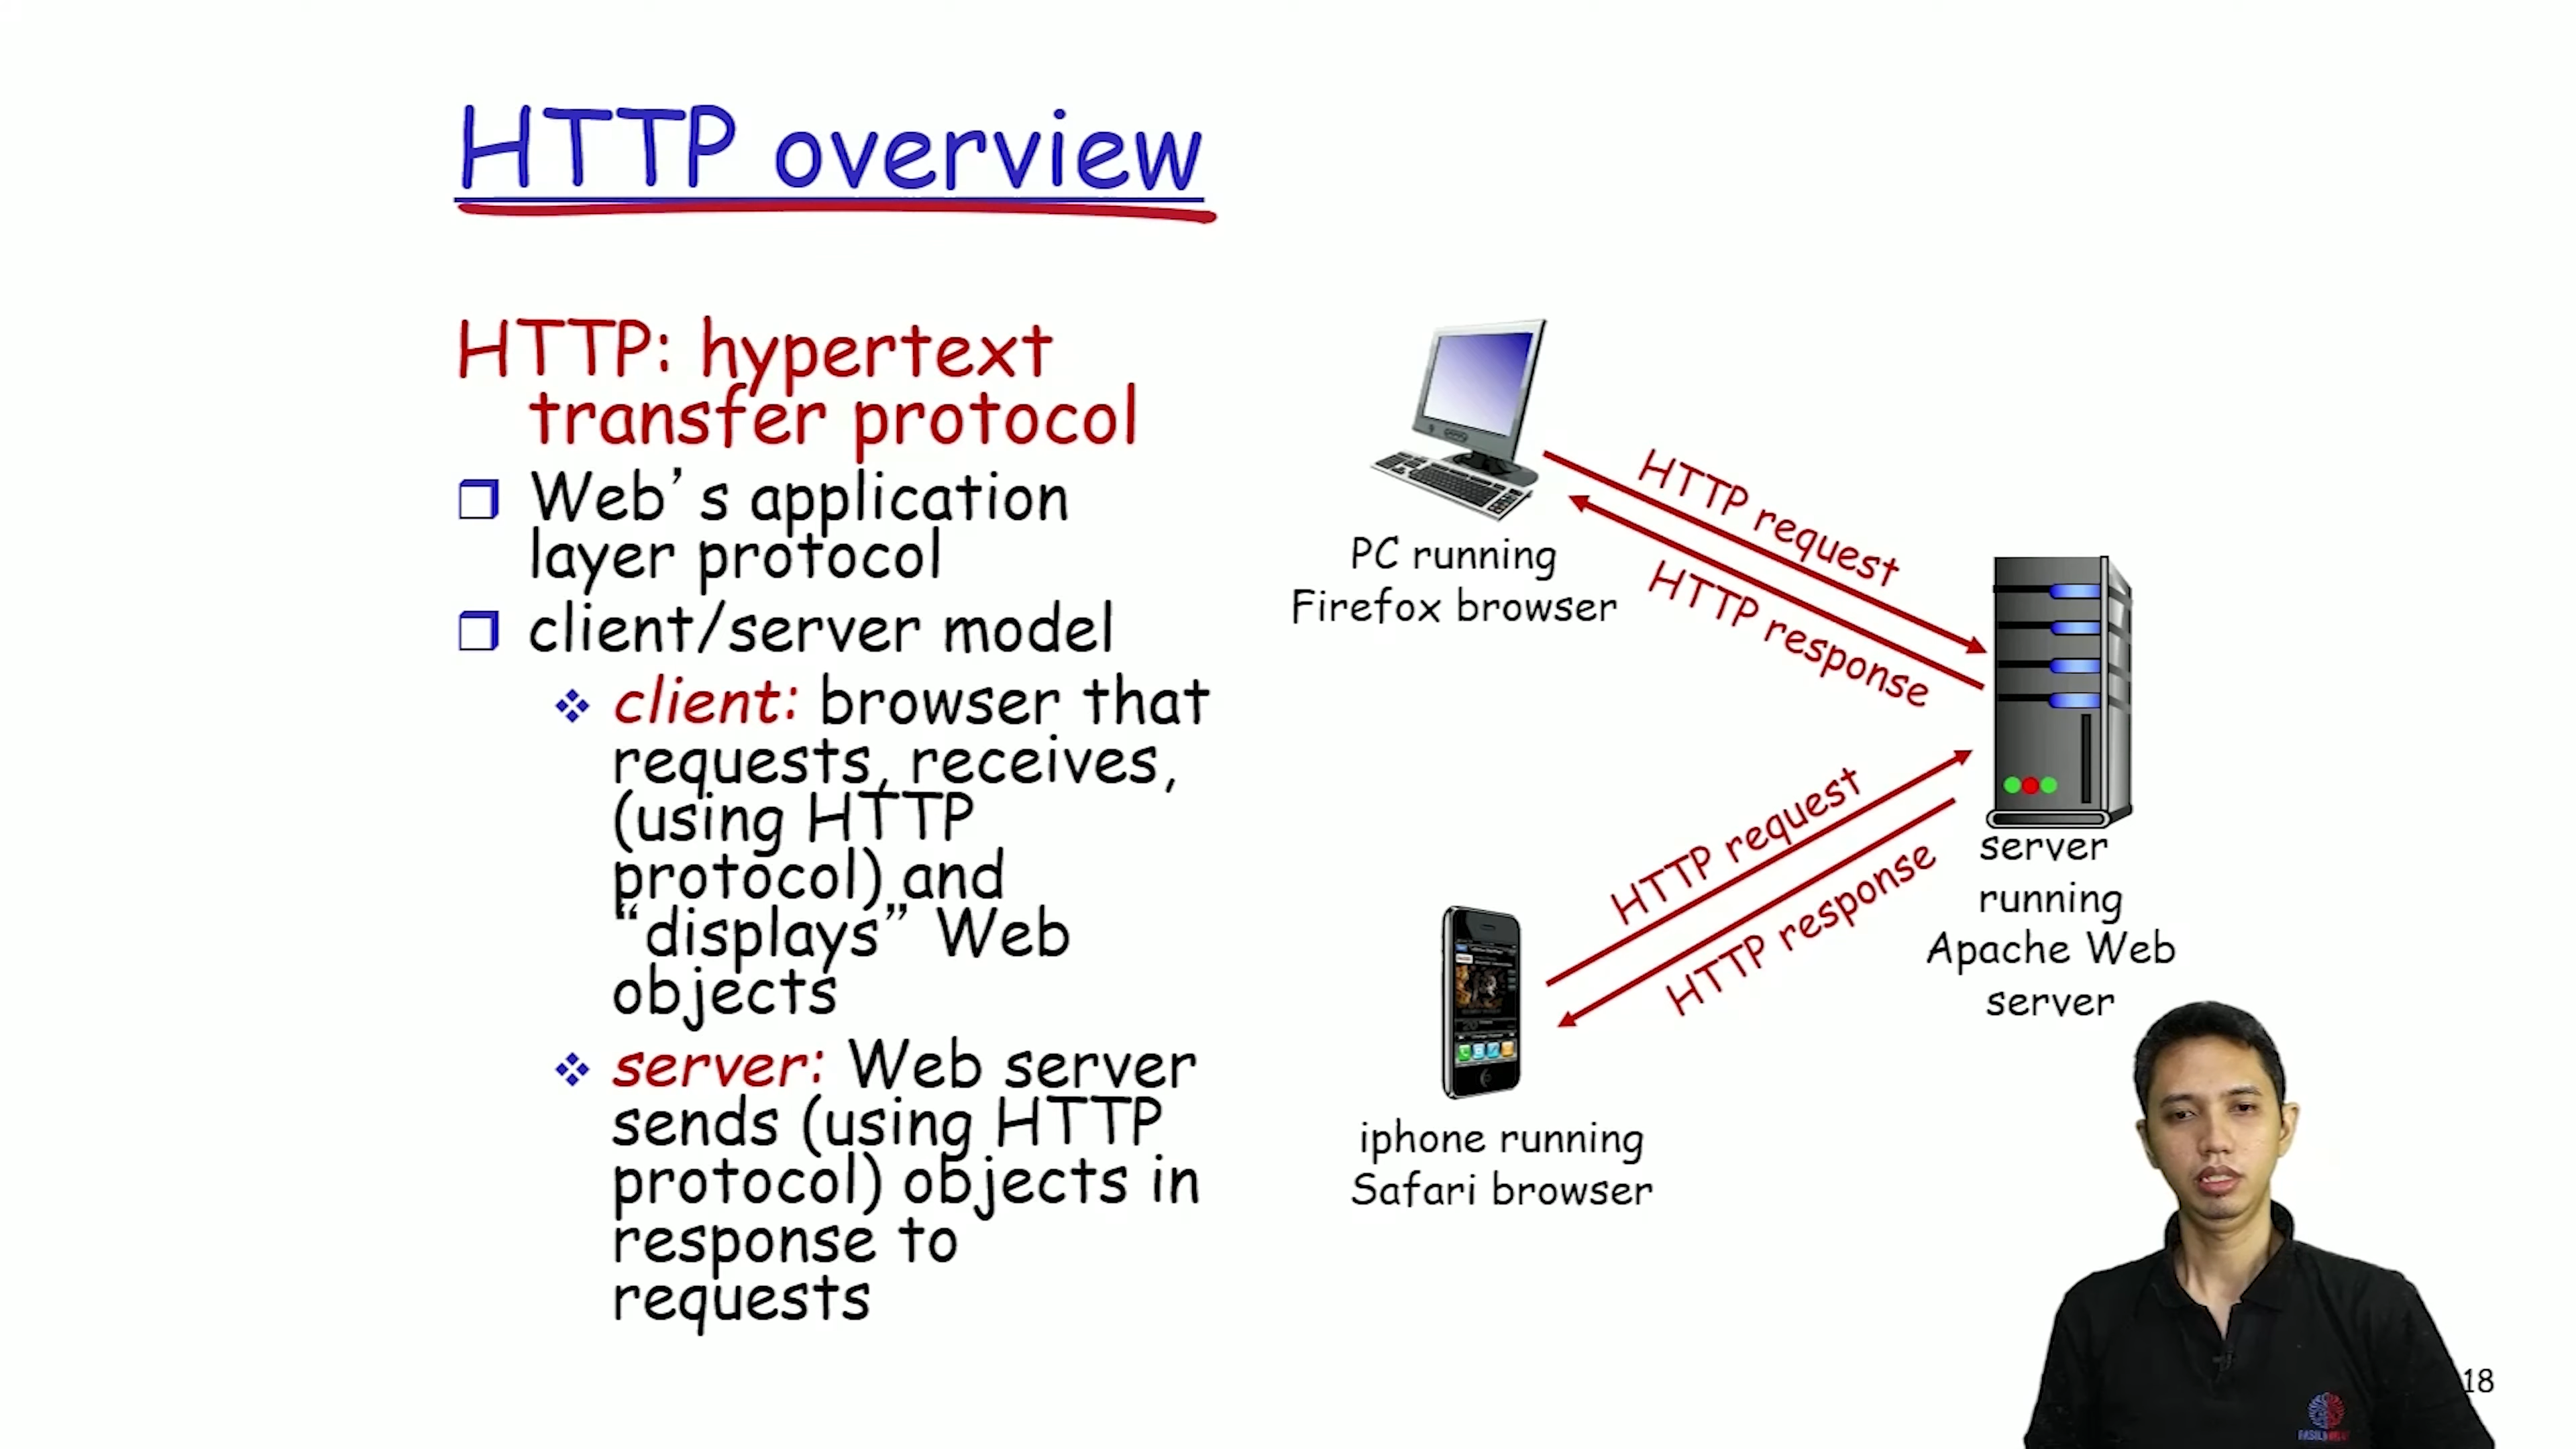 HTTP overview
HTTP: hypertext
transfer protocol
Web's application
layer protocol
client/server model
client: browser that
requests, receives,
(using HTTP
protocol) and
“displays” Web
objects
server: Web server
sends (using HTTP
protocol) objects in
response to
requests
PC running
Firefox browser
HTTP request
HTTP response
server
running
Apache Web
server
HTTP request
HTTP response
iphone running
Safari browser
18